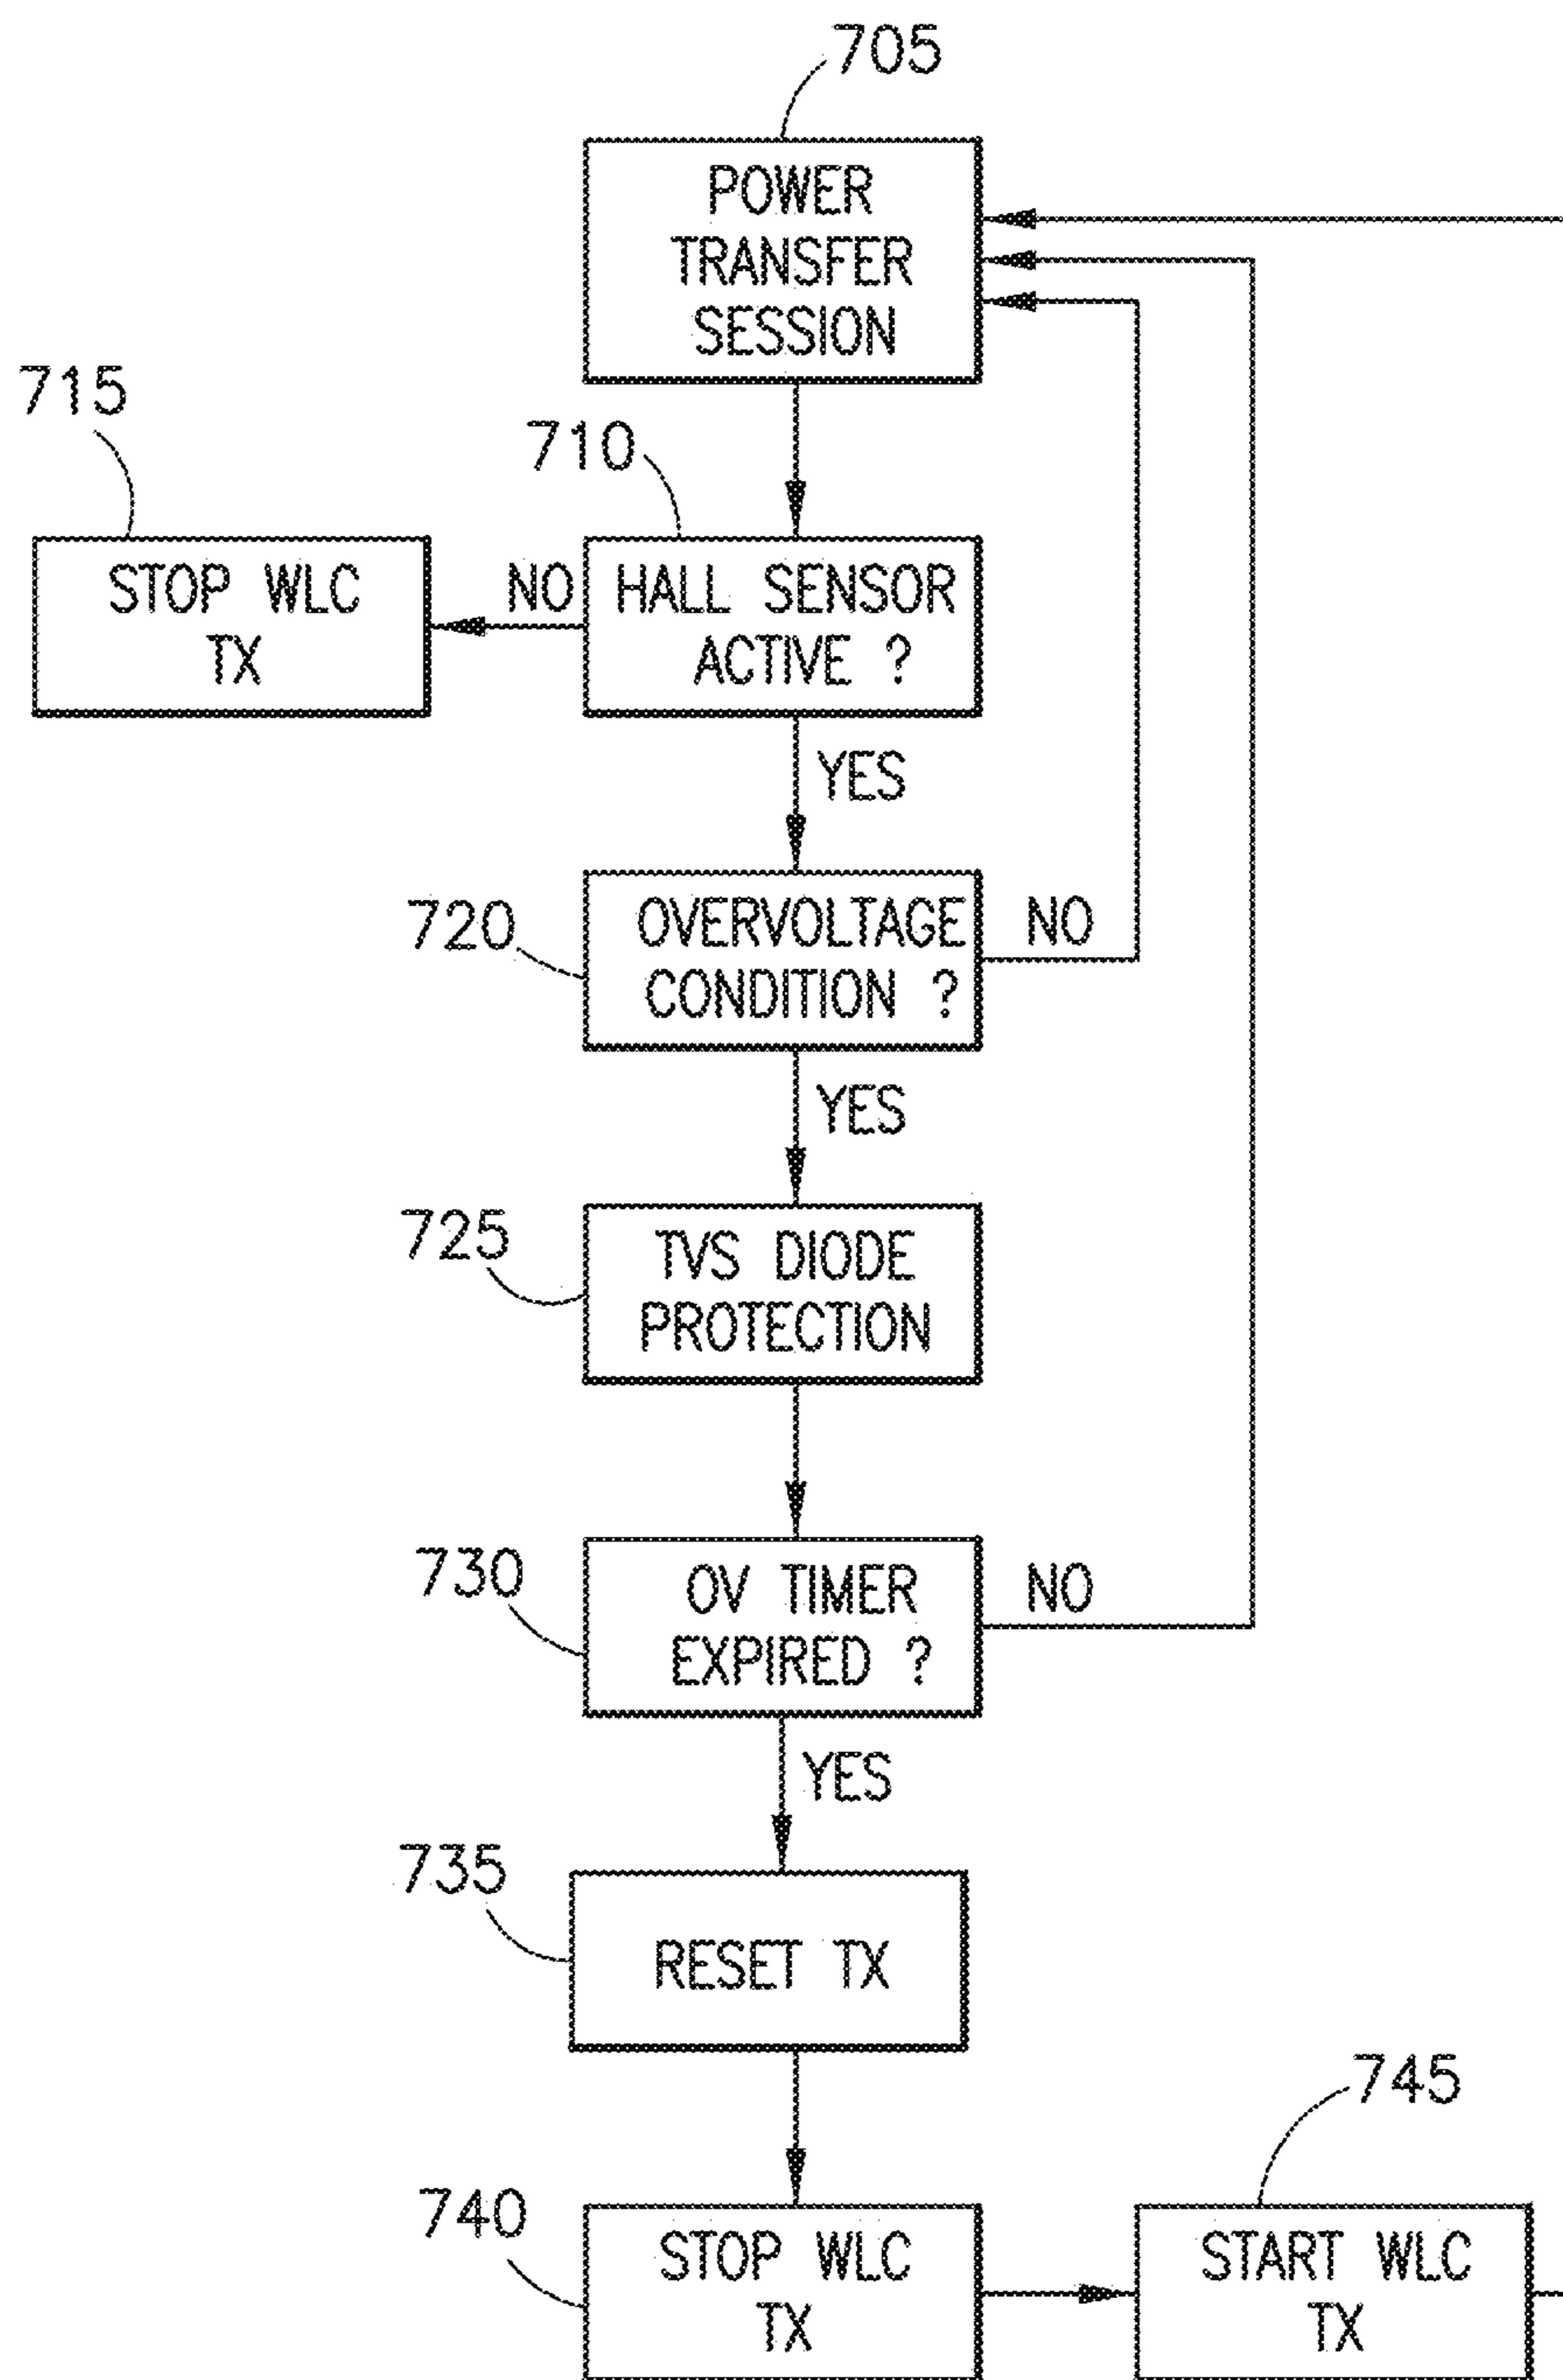 705
POWER
TRANSFER
SESSION
715
710
STOP WLC
TX
NO
HALL SENSOR
ACTIVE ?
YES
720
OVERVOLTAGE
CONDITION ?
NO
YES
725
TVS DIODE
PROTECTION
730
OV TIMER
EXPIRED ?
NO
YES
735
RESET TX
745
740
STOP WLC
TX
START WLC
TX